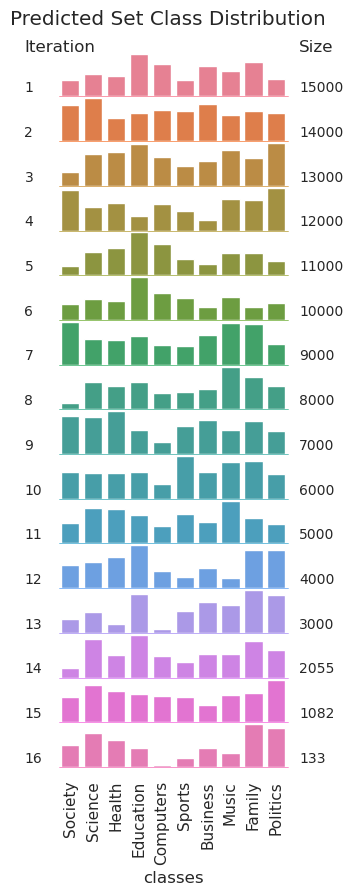 Predicted Set Class Distribution
Iteration Size
1 15000
2 14000
3 13000
4 12000
5 11000
6 10000
7 9000
8 8000
9 7000
10 6000
11 5000
12 4000
13 3000
14 2055
15 1082
16 133
Society
Science
Health
Education
Computers
Sports
Business
Music
Family
Politics
classes